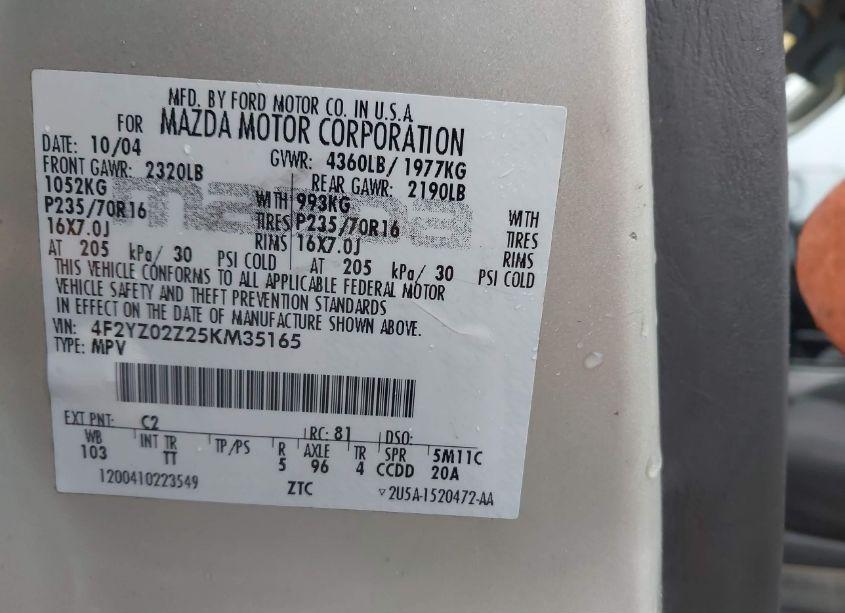 MFD. BY FORD MOTOR CO. IN U.S.A
FOR MAZDA MOTOR CORPORATION
DATE: 10/04 GVWR: 4360LB/ 1977KG
FRONT GAWR: 2320LB REAR GAWR: 2190LB
1052KG WITH 993KG WITH
P235/70R16 TIRES P235/70R16 TIRES
16X7.0J RIMS 16X7.0J RIMS
AT 205 kPa/ 30 PSI COLD AT 205 kPa/ 30 PSI COLD
THIS VEHICLE CONFORMS TO ALL APPLICABLE FEDERAL MOTOR
VEHICLE SAFETY AND THEFT PREVENTION STANDARDS
IN EFFECT ON THE DATE OF MANUFACTURE SHOWN ABOVE.
VIN: 4F2YZ02Z25KM35165
TYPE: MPV
EXT PNT: C2 RC: 81 DSO:
WB INT TR TP/PS R AXLE TR SPR 5M11C
103 TT 5 96 4 CCDD 20A
1200410223549 ZTC ▽2U5A-1520472-AA
mazda